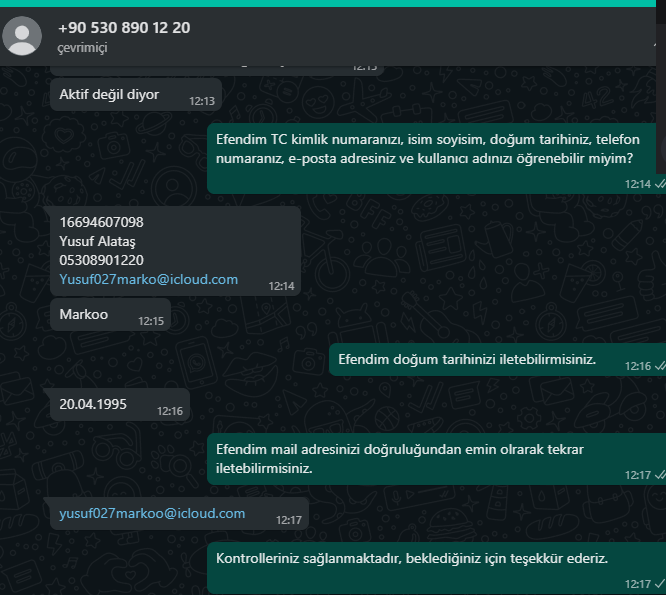 +90 530 890 12 20
çevrimiçi
12:13
Aktif değil diyor
12:13
Efendim TC kimlik numaranızı, isim soyisim, doğum tarihiniz, telefon
numaranız, e-posta adresiniz ve kullanıcı adınızı öğrenebilir miyim?
12:14
16694607098
Yusuf Alataş
05308901220
Yusuf027marko@icloud.com
12:14
Markoo
12:15
Efendim doğum tarihinizi iletebilirmisiniz.
12:16
20.04.1995
12:16
Efendim mail adresinizi doğruluğundan emin olrarak tekrar
iletebilirmisiniz.
12:17
yusuf027markoo@icloud.com
12:17
Kontrolleriniz sağlanmaktadır, beklediğiniz için teşekkür ederiz.
12:17